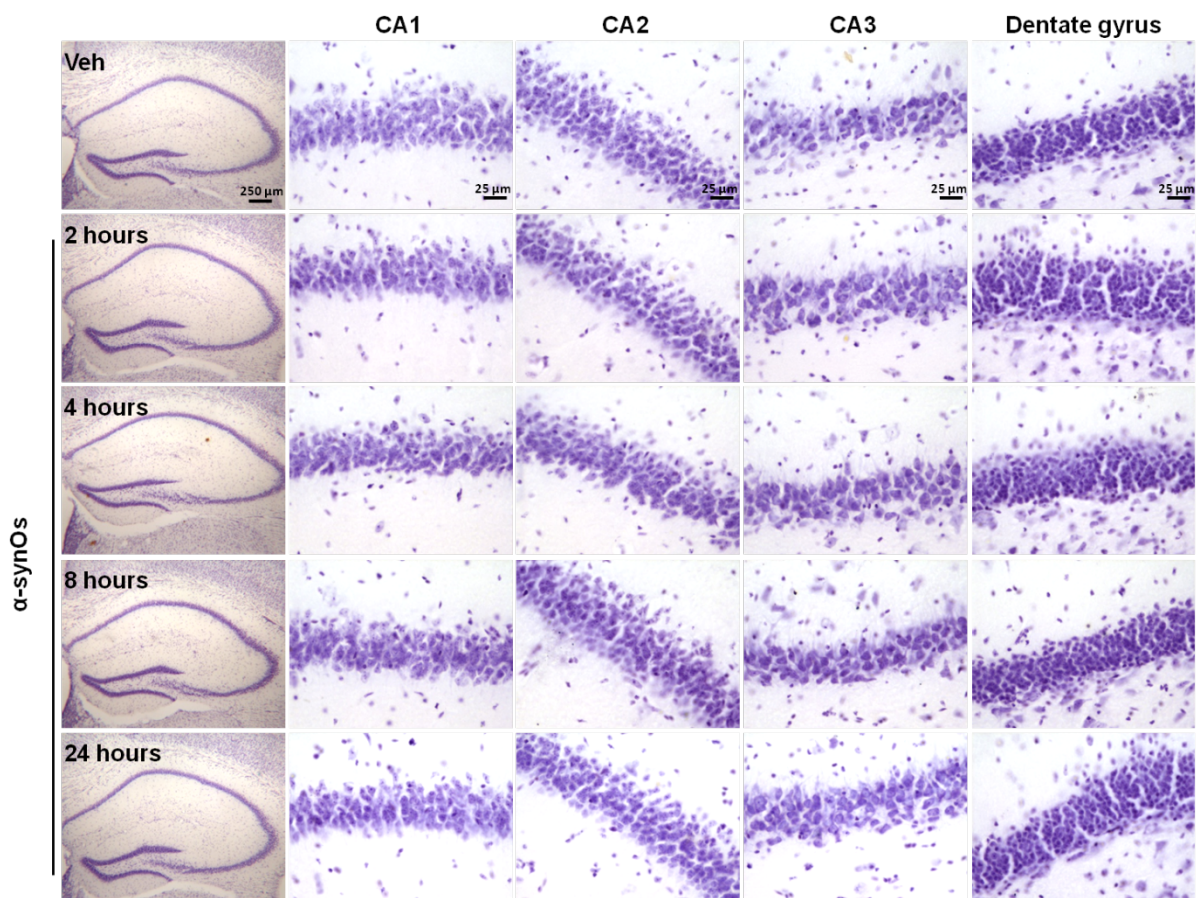 CA1 CA2 CA3 Dentate gyrus
Veh
250 µm 25 µm 25 µm 25 µm 25 µm
2 hours
4 hours
α-synOs
8 hours
24 hours